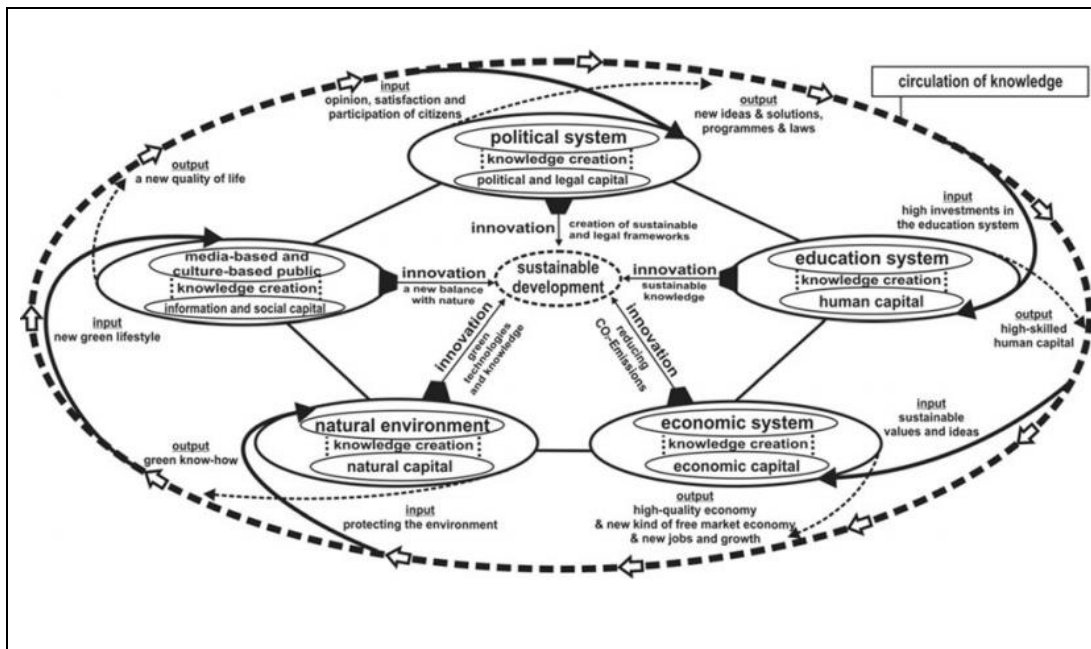 circulation of knowledge
input
opinion, satisfaction and
participation of citizens
output
new ideas & solutions,
programmes & laws
political system
knowledge creation
political and legal capital
output
a new quality of life
input
high investments in
the education system
innovation
creation of sustainable
and legal frameworks
media-based and
culture-based public
knowledge creation
information and social capital
innovation
a new balance
with nature
sustainable
development
innovation
sustainable
knowledge
education system
knowledge creation
human capital
input
new green lifestyle
output
high-skilled
human capital
innovation
green
technologies
and knowledge
innovation
reducing
CO₂-Emissions
natural environment
knowledge creation
natural capital
economic system
knowledge creation
economic capital
input
sustainable
values and ideas
output
green know-how
input
protecting the environment
output
high-quality economy
& new kind of free market economy
& new jobs and growth